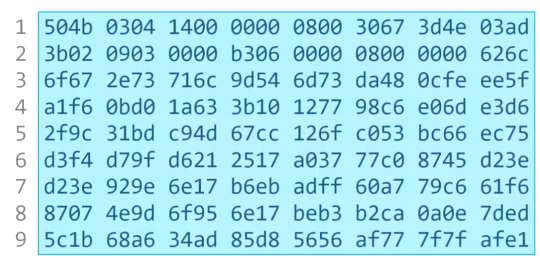 1 504b 0304 1400 0000 0800 3067 3d4e 03ad
2 3b02 0903 0000 b306 0000 0800 0000 626c
3 6f67 2e73 716c 9d54 6d73 da48 0cfe ee5f
4 a1f6 0bd0 1a63 3b10 1277 98c6 e06d e3d6
5 2f9c 31bd c94d 67cc 126f c053 bc66 ec75
6 d3f4 d79f d621 2517 a037 77c0 8745 d23e
7 d23e 929e 6e17 b6eb adff 60a7 79c6 61f6
8 8707 4e9d 6f95 6e17 beb3 b2ca 0a0e 7ded
9 5c1b 68a6 34ad 85d8 5656 af77 7f7f afe1